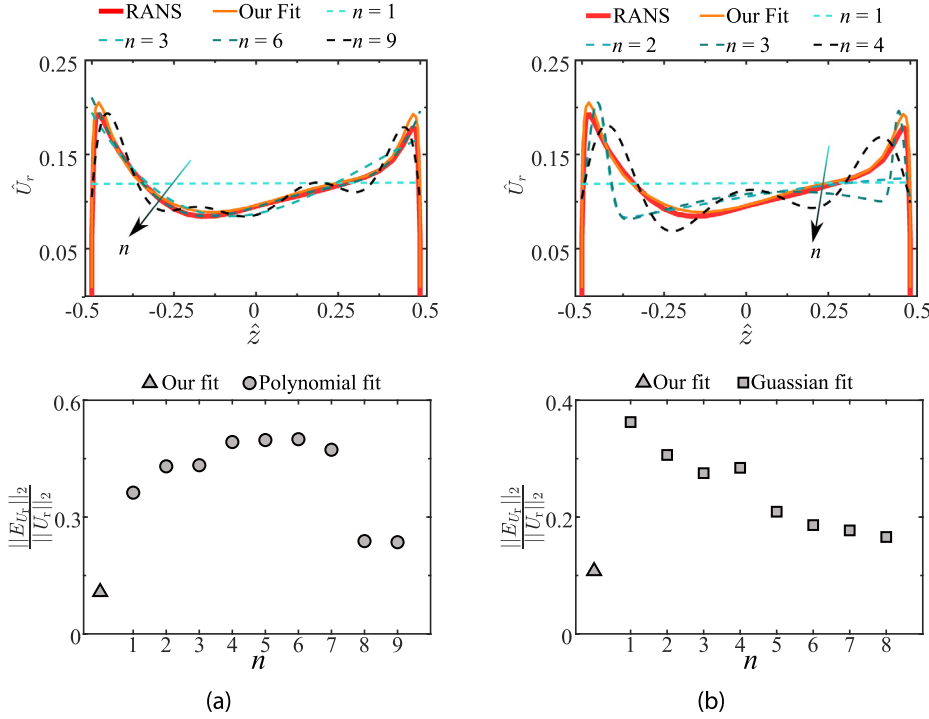 RANS Our Fit n = 1
n = 3 n = 6 n = 9
0.25
0.15
0.05
Û_r
n
-0.5 -0.25 0 0.25 0.5
ẑ
Our fit Polynomial fit
0.6
0.3
0
||E_{U_r}||_2
||U_r||_2
1 2 3 4 5 6 7 8 9
n
(a)
RANS Our Fit n = 1
n = 2 n = 3 n = 4
0.25
0.15
0.05
Û_r
n
-0.5 -0.25 0 0.25 0.5
ẑ
Our fit Guassian fit
0.4
0.2
0
||E_{U_r}||_2
||U_r||_2
1 2 3 4 5 6 7 8
n
(b)